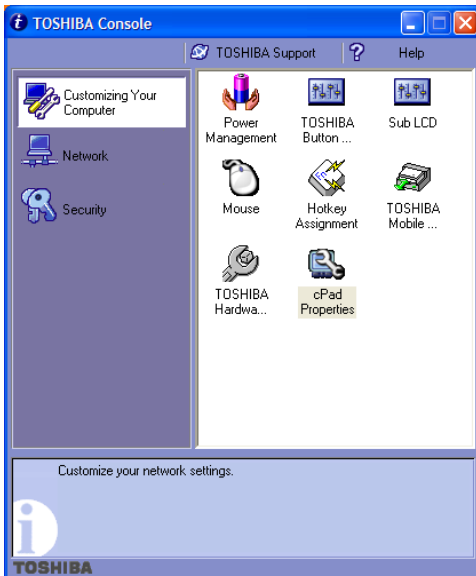 TOSHIBA Console
TOSHIBA Support
Help
Customizing Your
Computer
Network
Security
Power
Management
TOSHIBA
Button ...
Sub LCD
Mouse
Hotkey
Assignment
TOSHIBA
Mobile ...
TOSHIBA
Hardwa...
cPad
Properties
Customize your network settings.
TOSHIBA